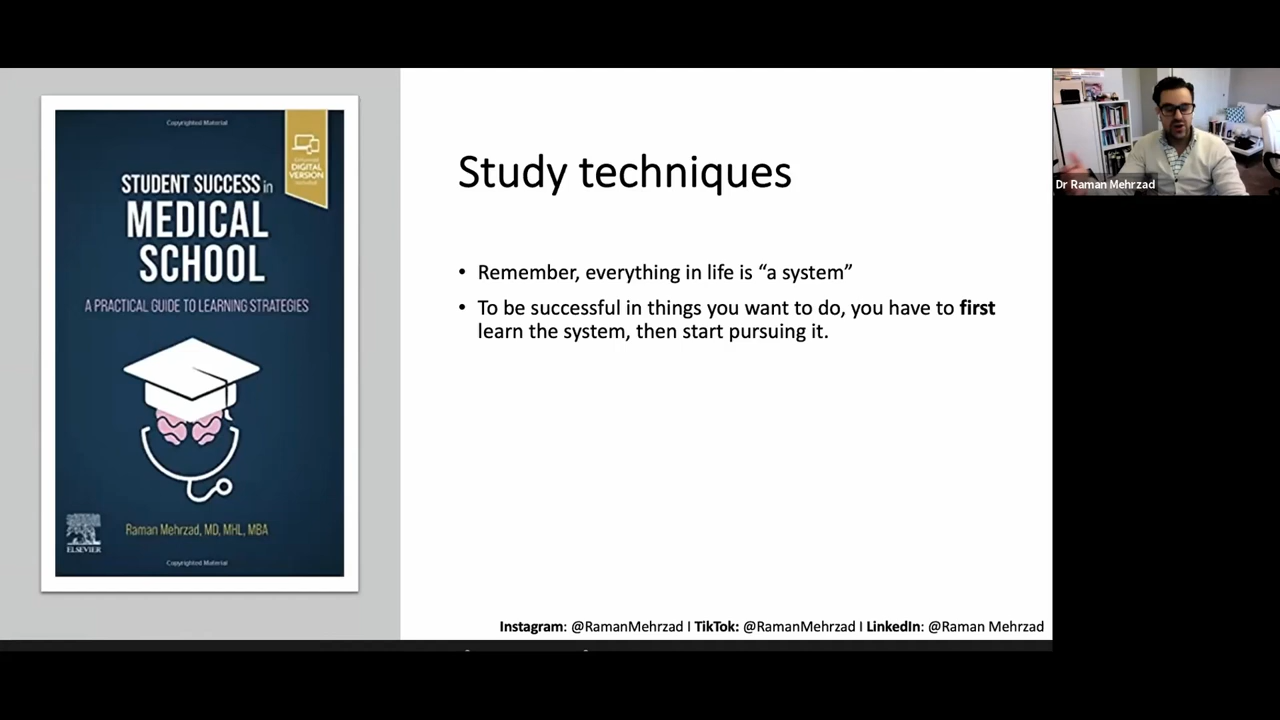 Copyrighted Material
DIGITAL
VERSION
STUDENT SUCCESS in
MEDICAL
SCHOOL
A PRACTICAL GUIDE TO LEARNING STRATEGIES
Raman Mehrzad, MD, MHL, MBA
ELSEVIER
Copyrighted Material
Study techniques
• Remember, everything in life is “a system”
• To be successful in things you want to do, you have to first
learn the system, then start pursuing it.
Instagram: @RamanMehrzad I TikTok: @RamanMehrzad I LinkedIn: @Raman Mehrzad
Dr Raman Mehrzad